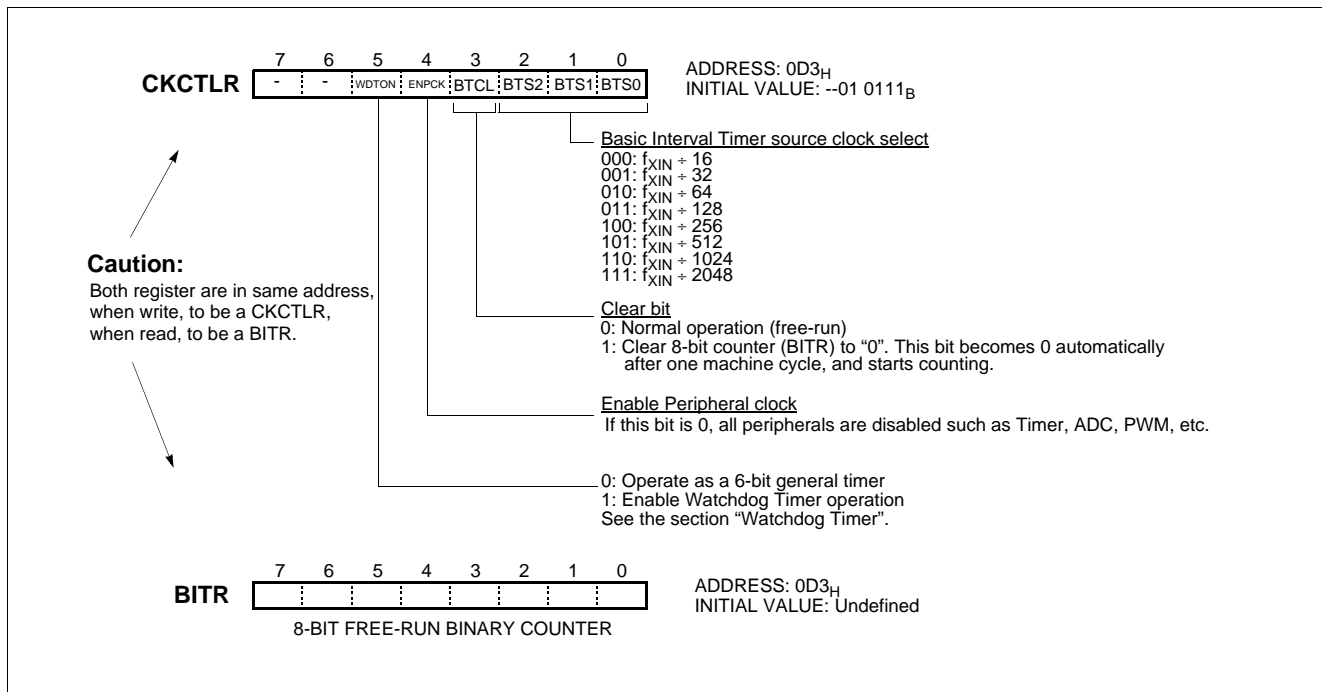 7 6 5 4 3 2 1 0
CKCTLR - - WDTON ENPCK BTCL BTS2 BTS1 BTS0
ADDRESS: 0D3H
INITIAL VALUE: --01 0111B
Basic Interval Timer source clock select
000: fXIN ÷ 16
001: fXIN ÷ 32
010: fXIN ÷ 64
011: fXIN ÷ 128
100: fXIN ÷ 256
101: fXIN ÷ 512
110: fXIN ÷ 1024
111: fXIN ÷ 2048
Caution:
Both register are in same address,
when write, to be a CKCTLR,
when read, to be a BITR.
Clear bit
0: Normal operation (free-run)
1: Clear 8-bit counter (BITR) to “0”. This bit becomes 0 automatically
after one machine cycle, and starts counting.
Enable Peripheral clock
If this bit is 0, all peripherals are disabled such as Timer, ADC, PWM, etc.
0: Operate as a 6-bit general timer
1: Enable Watchdog Timer operation
See the section “Watchdog Timer”.
7 6 5 4 3 2 1 0
BITR
ADDRESS: 0D3H
INITIAL VALUE: Undefined
8-BIT FREE-RUN BINARY COUNTER